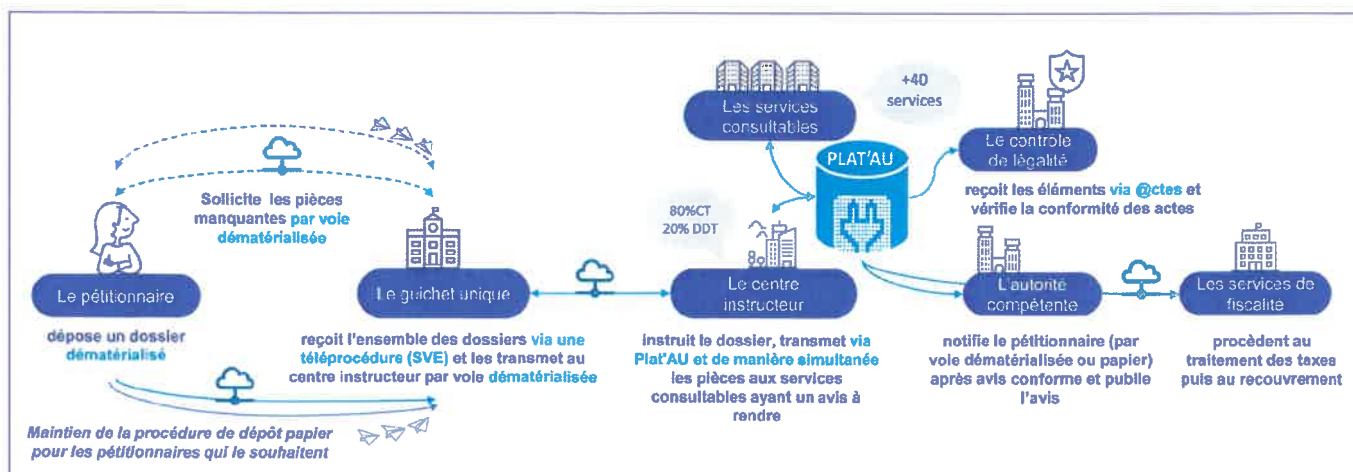 Les services
consultables
+40
services
PLAT'AU
Le contrôle
de légalité
reçoit les éléments via @ctes et
vérifie la conformité des actes
Sollicite les pièces
manquantes par voie
dématérialisée
80%CT
20% DDT
Le pétitionnaire
dépose un dossier
dématérialisé
Le guichet unique
reçoit l'ensemble des dossiers via une
téléprocédure (SVE) et les transmet au
centre instructeur par voie dématérialisée
Le centre
instructeur
instruit le dossier, transmet via
Plat'AU et de manière simultanée
les pièces aux services
consultables ayant un avis à
rendre
L'autorité
compétente
notifie le pétitionnaire (par
voie dématérialisée ou papier)
après avis conforme et publie
l'avis
Les services de
fiscalité
procèdent au
traitement des taxes
puis au recouvrement
Maintien de la procédure de dépôt papier
pour les pétitionnaires qui le souhaitent